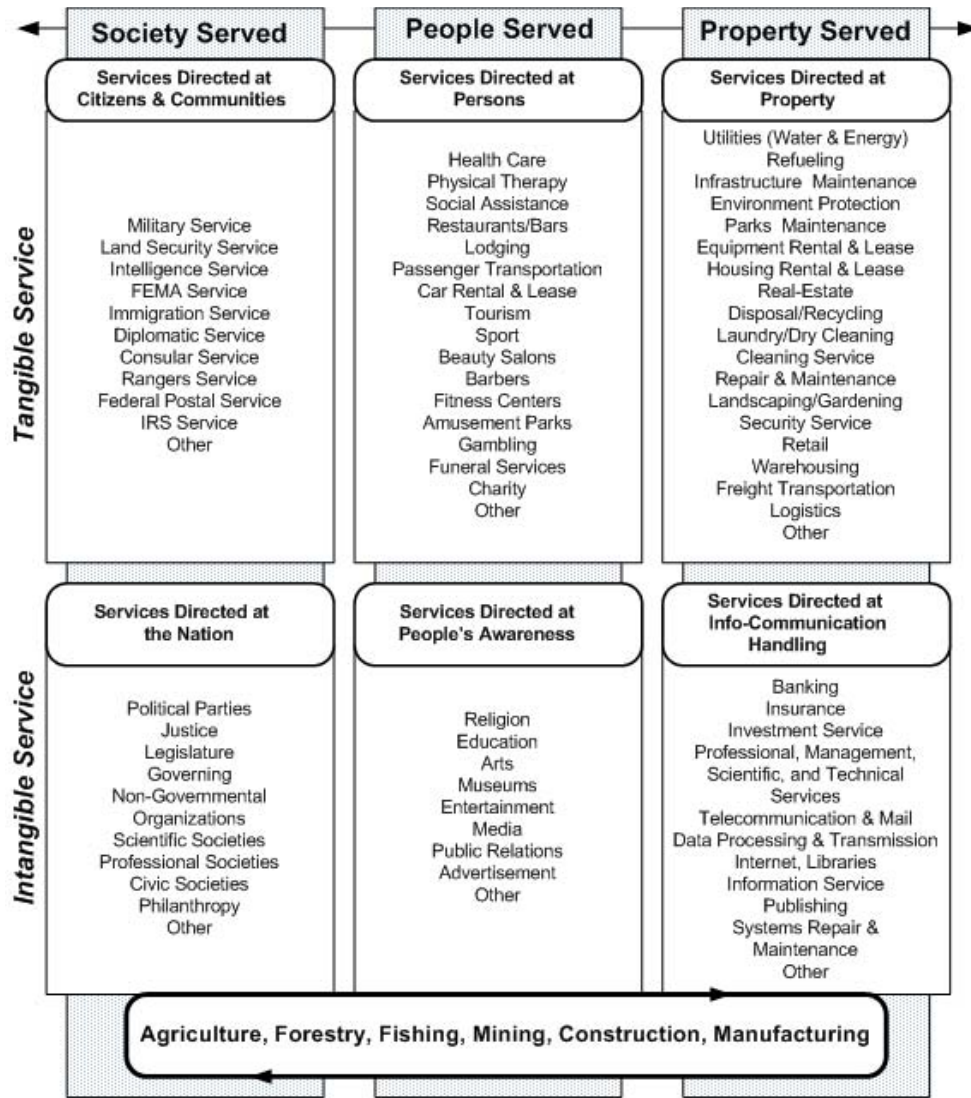 Society Served
People Served
Property Served
Tangible Service
Services Directed at
Citizens & Communities
Military Service
Land Security Service
Intelligence Service
FEMA Service
Immigration Service
Diplomatic Service
Consular Service
Rangers Service
Federal Postal Service
IRS Service
Other
Services Directed at
Persons
Health Care
Physical Therapy
Social Assistance
Restaurants/Bars
Lodging
Passenger Transportation
Car Rental & Lease
Tourism
Sport
Beauty Salons
Barbers
Fitness Centers
Amusement Parks
Gambling
Funeral Services
Charity
Other
Services Directed at
Property
Utilities (Water & Energy)
Refueling
Infrastructure Maintenance
Environment Protection
Parks Maintenance
Equipment Rental & Lease
Housing Rental & Lease
Real-Estate
Disposal/Recycling
Laundry/Dry Cleaning
Cleaning Service
Repair & Maintenance
Landscaping/Gardening
Security Service
Retail
Warehousing
Freight Transportation
Logistics
Other
Intangible Service
Services Directed at
the Nation
Political Parties
Justice
Legislature
Governing
Non-Governmental
Organizations
Scientific Societies
Professional Societies
Civic Societies
Philanthropy
Other
Services Directed at
People's Awareness
Religion
Education
Arts
Museums
Entertainment
Media
Public Relations
Advertisement
Other
Services Directed at
Info-Communication
Handling
Banking
Insurance
Investment Service
Professional, Management,
Scientific, and Technical
Services
Telecommunication & Mail
Data Processing & Transmission
Internet, Libraries
Information Service
Publishing
Systems Repair &
Maintenance
Other
Agriculture, Forestry, Fishing, Mining, Construction, Manufacturing